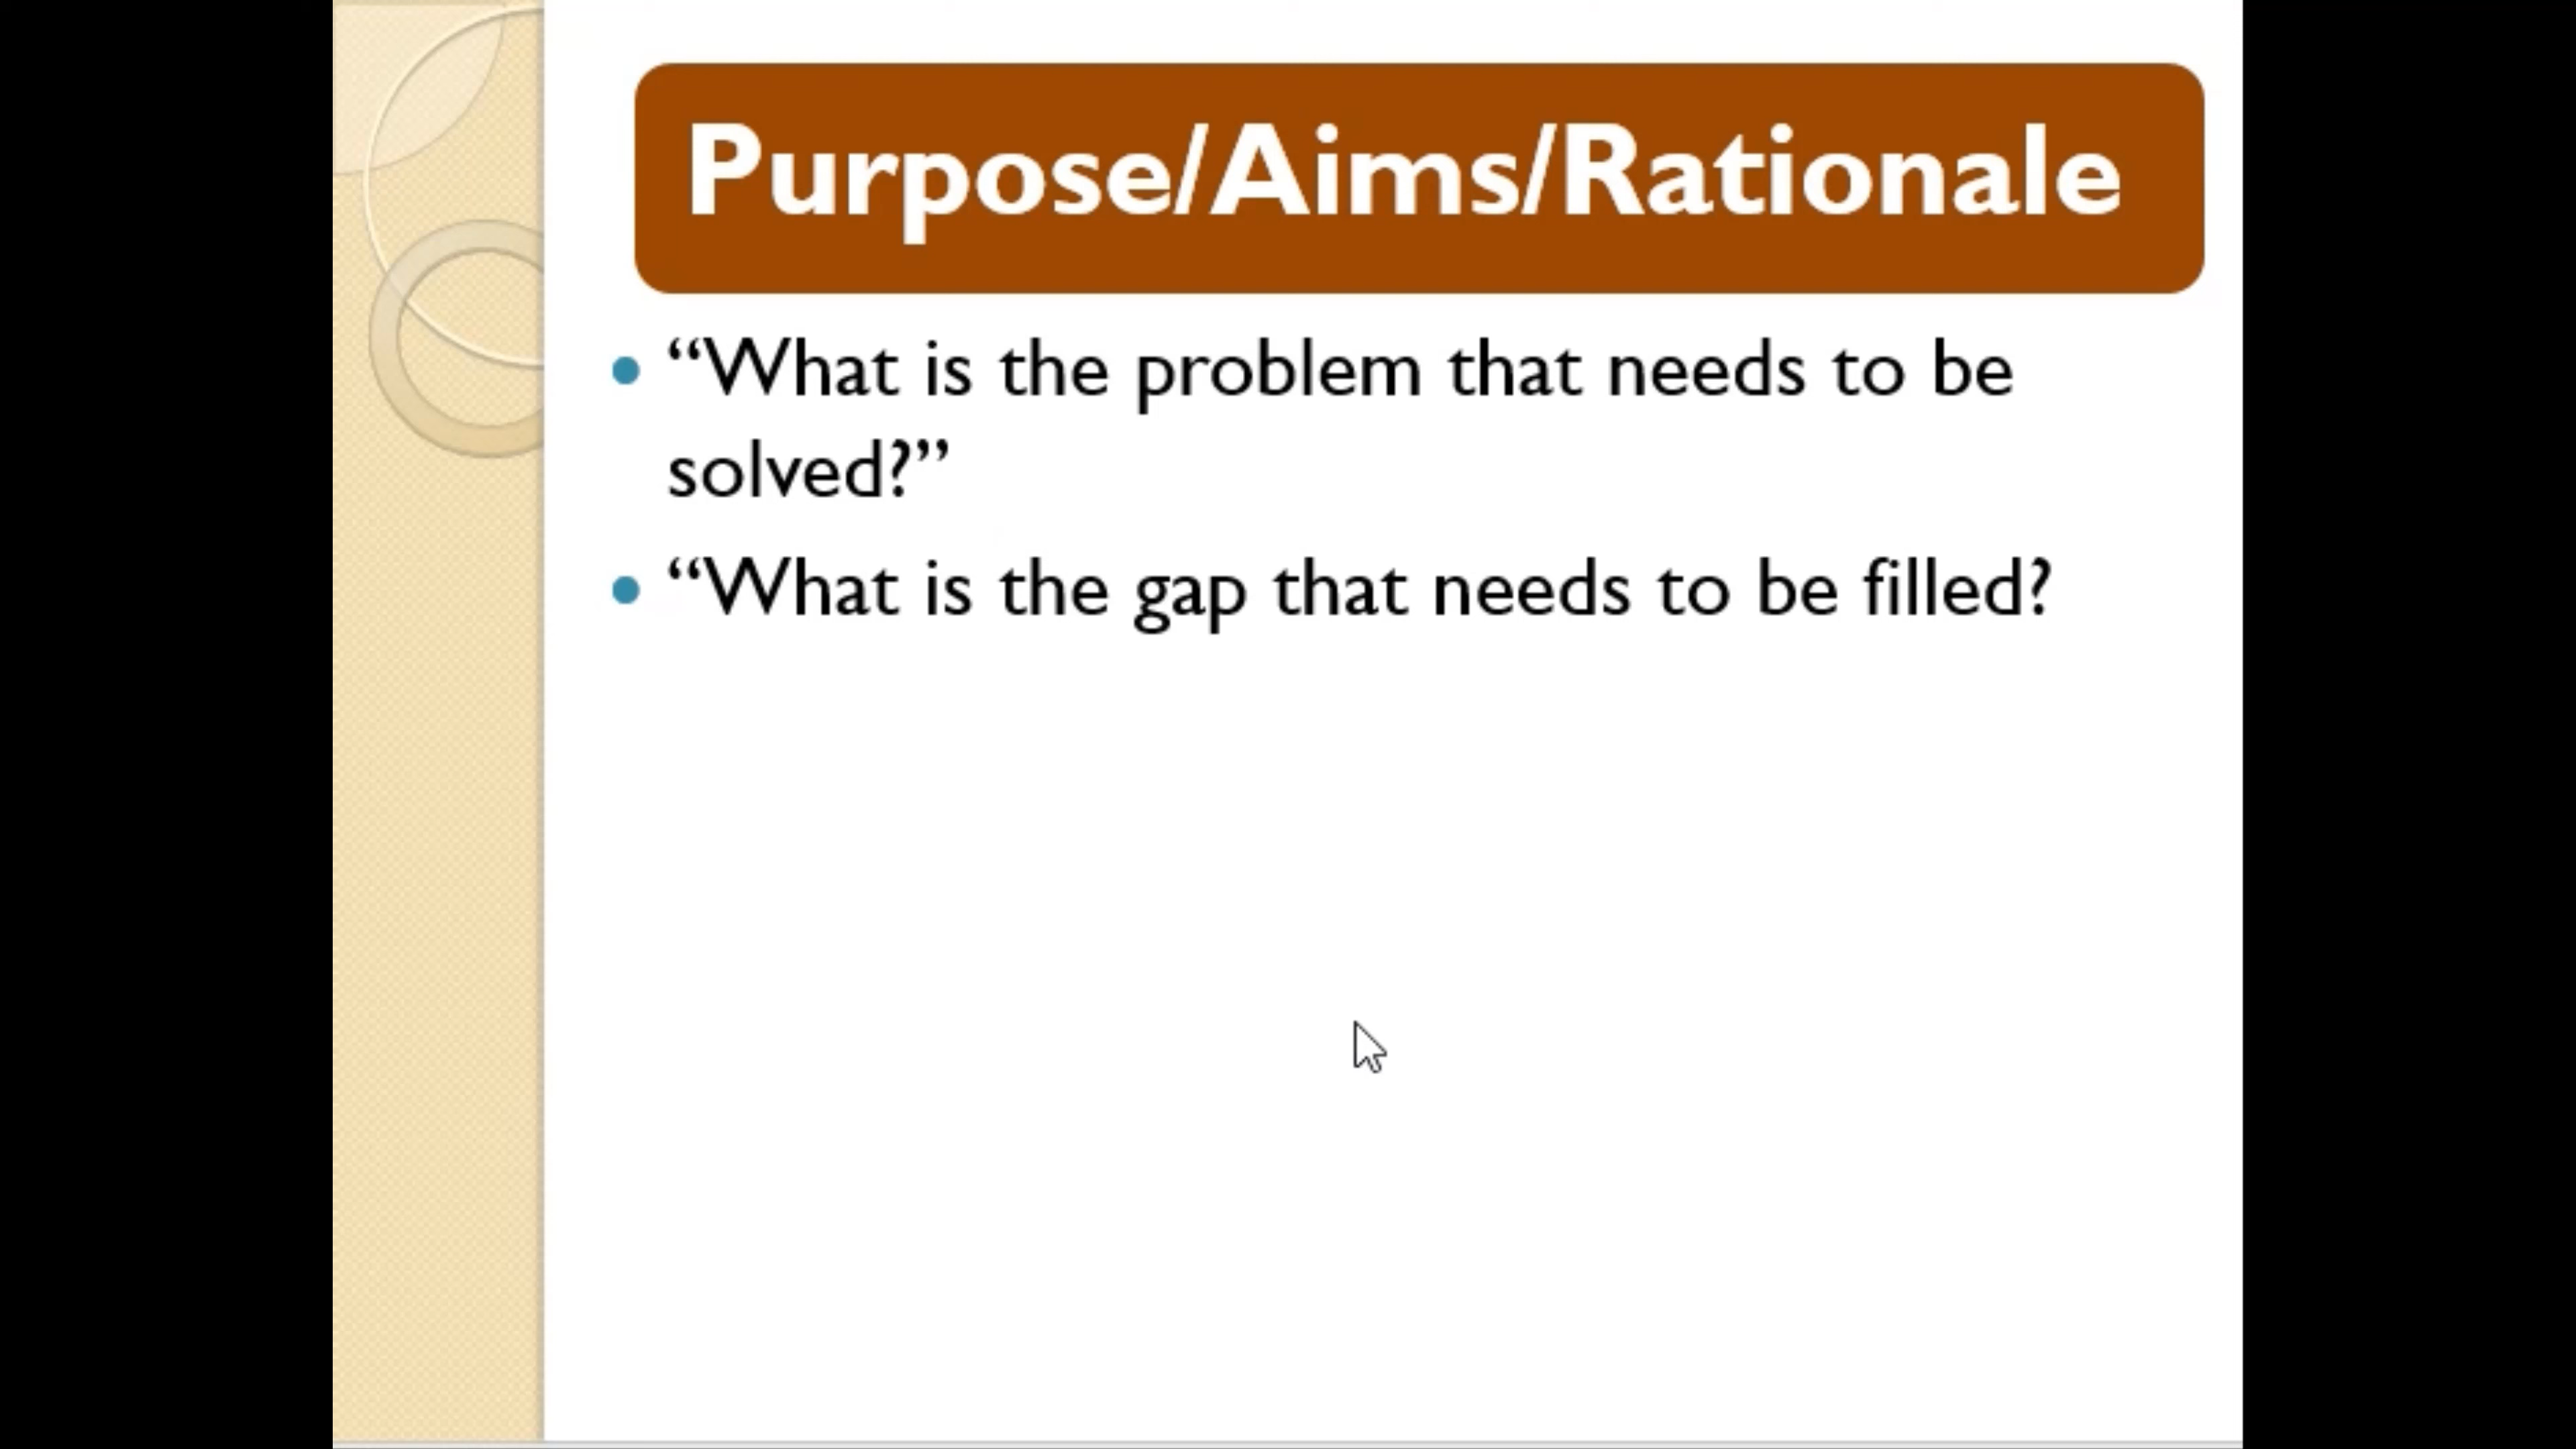 Purpose/Aims/Rationale
• “What is the problem that needs to be
solved?”
• “What is the gap that needs to be filled?